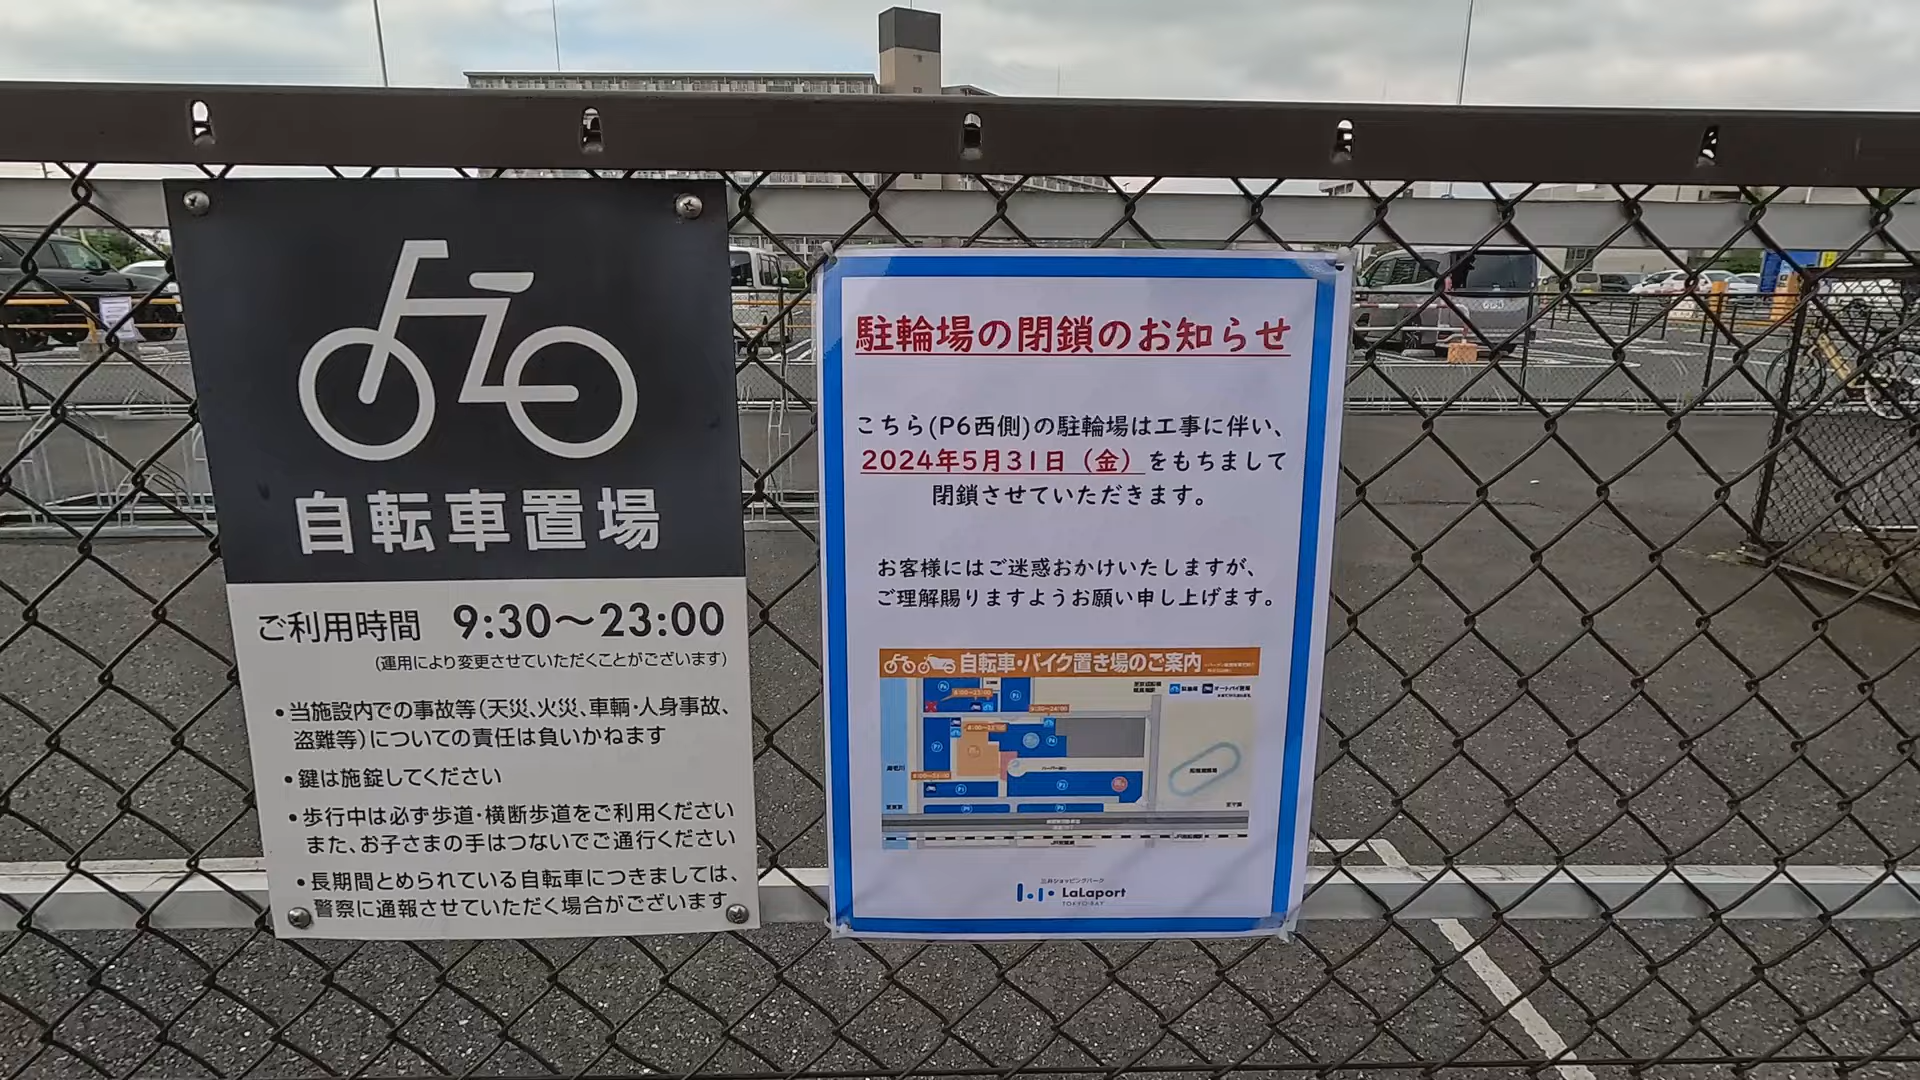 自転車置場
ご利用時間 9:30～23:00
(運用により変更させていただくことがございます)
•当施設内での事故等(天災、火災、車輌・人身事故、
盗難等)についての責任は負いかねます
•鍵は施錠してください
•歩行中は必ず歩道・横断歩道をご利用ください
また、お子さまの手はつないでご通行ください
•長期間とめられている自転車につきましては、
警察に通報させていただく場合がございます
駐輪場の閉鎖のお知らせ
こちら(P6西側)の駐輪場は工事に伴い、
2024年5月31日（金）をもちまして
閉鎖させていただきます。
お客様にはご迷惑おかけいたしますが、
ご理解賜りますようお願い申し上げます。
自転車・バイク置き場のご案内
三井ショッピングパーク
LaLaport
TOKYO-BAY